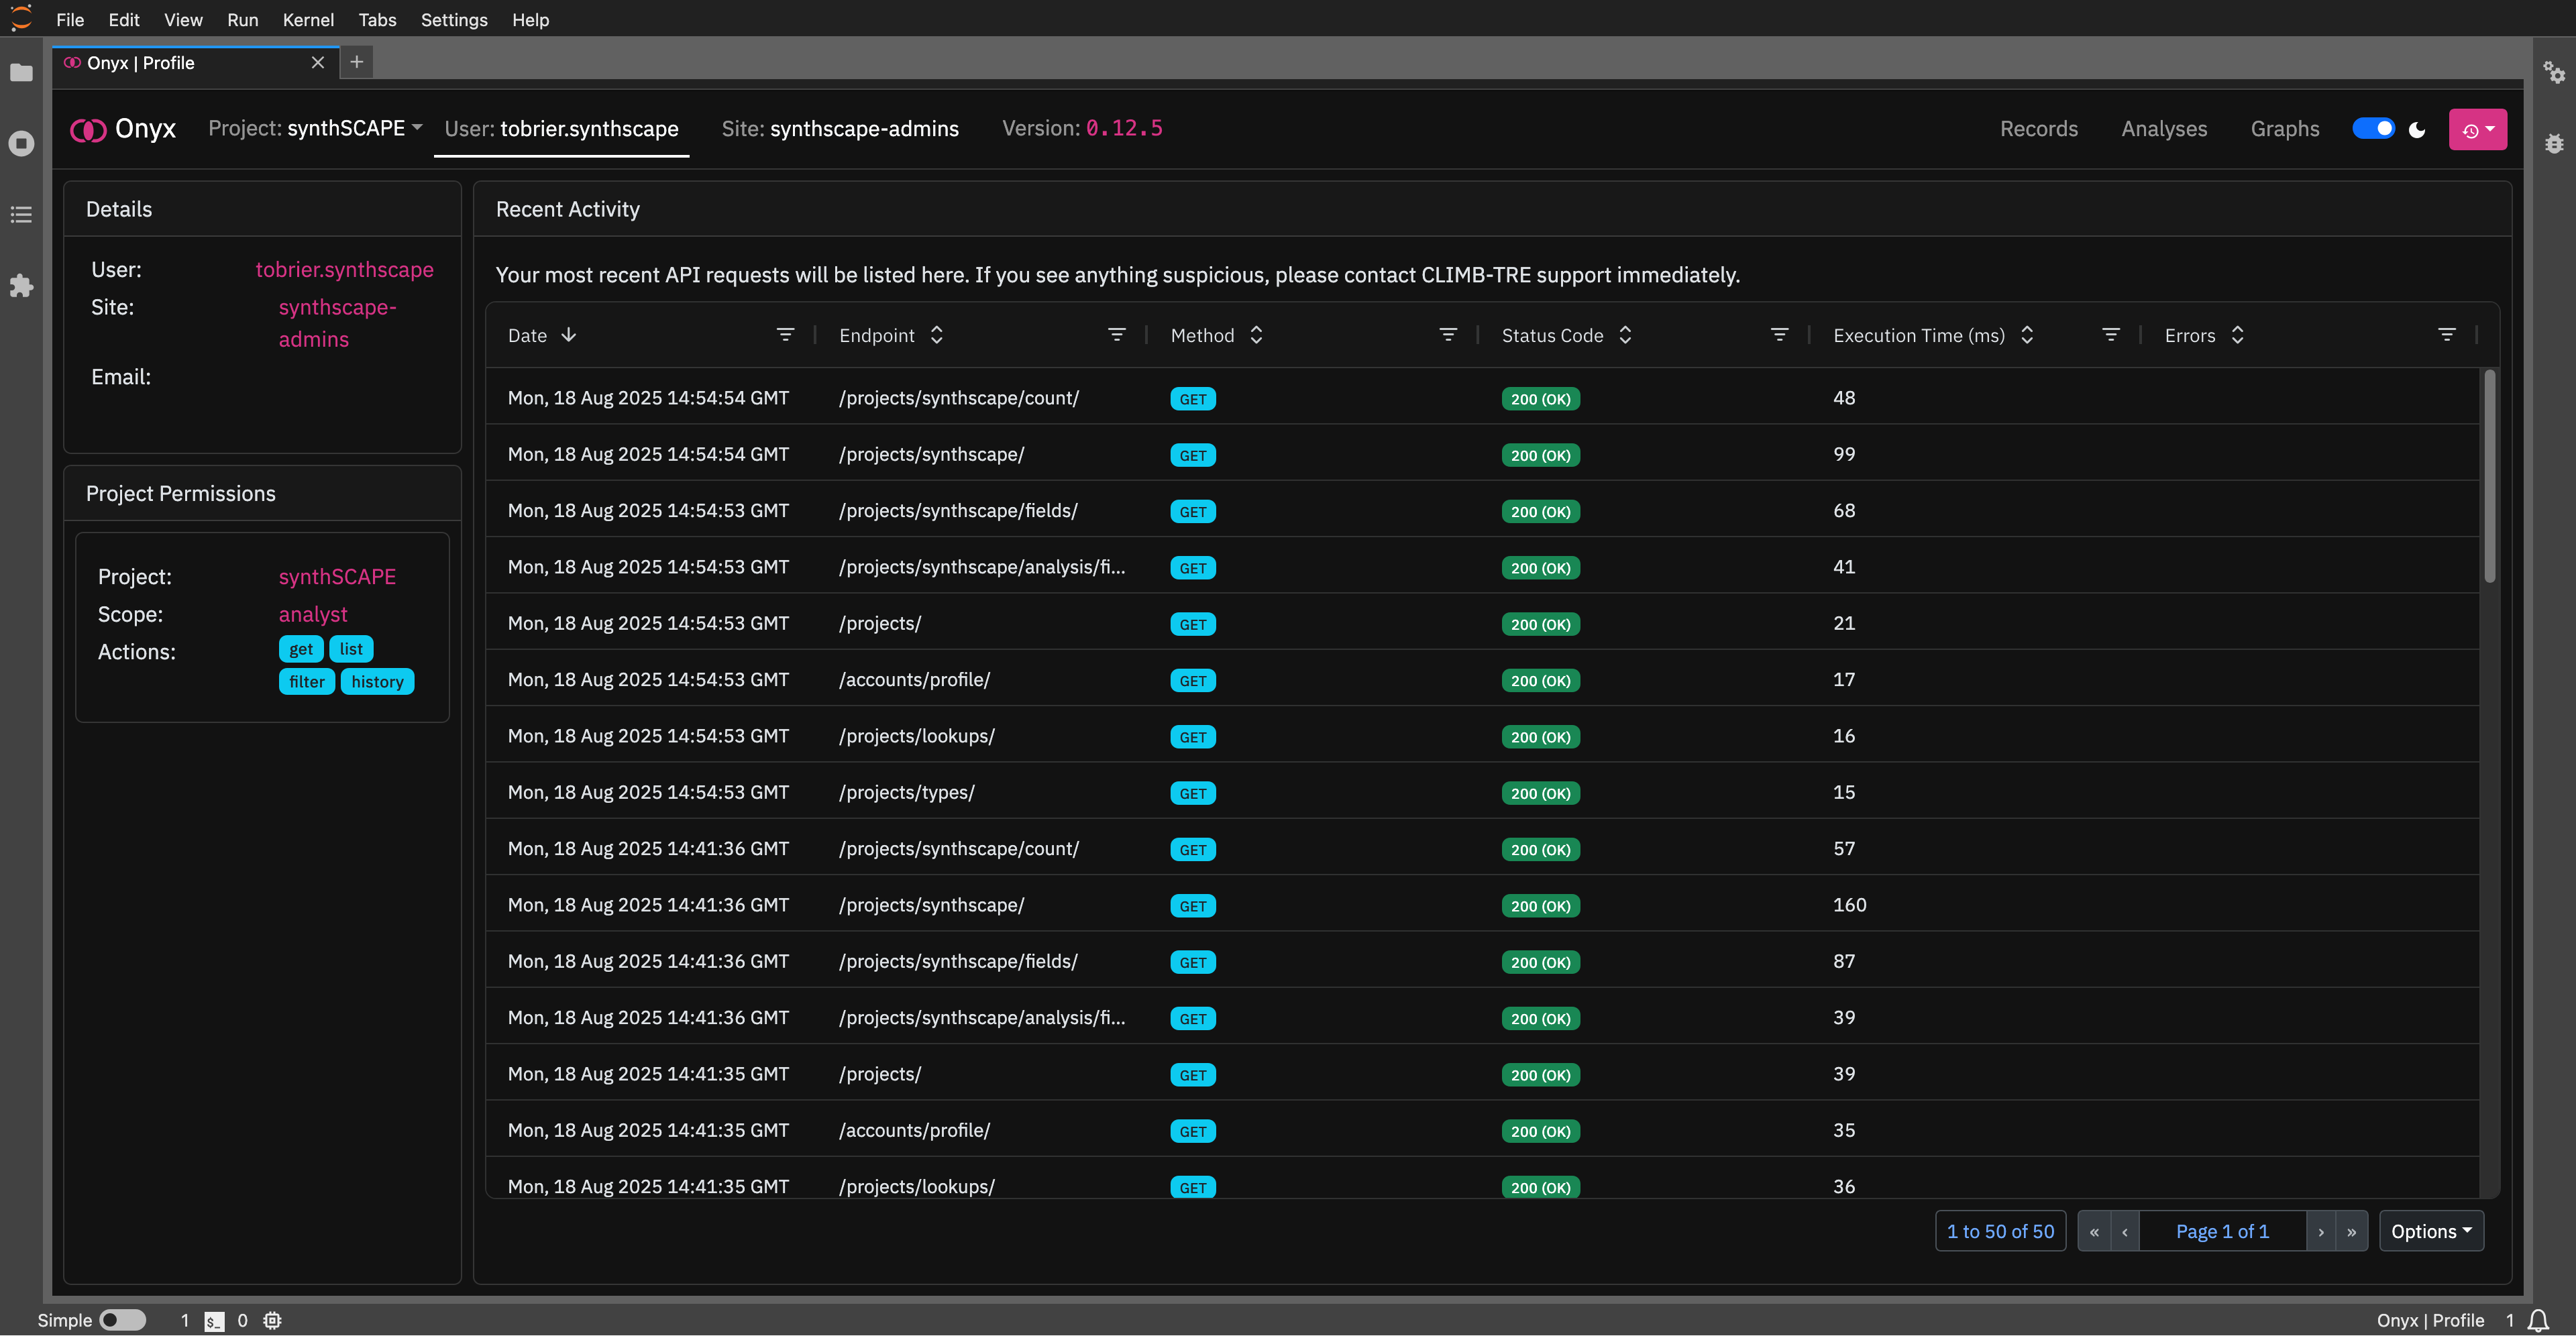 File Edit View Run Kernel Tabs Settings Help
Onyx | Profile
Onyx Project: synthSCAPE User: tobrier.synthscape Site: synthscape-admins Version: 0.12.5 Records Analyses Graphs
Details
User: tobrier.synthscape
Site: synthscape-
admins
Email:
Project Permissions
Project: synthSCAPE
Scope: analyst
Actions: get list
filter history
Recent Activity
Your most recent API requests will be listed here. If you see anything suspicious, please contact CLIMB-TRE support immediately.
Date Endpoint Method Status Code Execution Time (ms) Errors
Mon, 18 Aug 2025 14:54:54 GMT /projects/synthscape/count/ GET 200 (OK) 48
Mon, 18 Aug 2025 14:54:54 GMT /projects/synthscape/ GET 200 (OK) 99
Mon, 18 Aug 2025 14:54:53 GMT /projects/synthscape/fields/ GET 200 (OK) 68
Mon, 18 Aug 2025 14:54:53 GMT /projects/synthscape/analysis/fi... GET 200 (OK) 41
Mon, 18 Aug 2025 14:54:53 GMT /projects/ GET 200 (OK) 21
Mon, 18 Aug 2025 14:54:53 GMT /accounts/profile/ GET 200 (OK) 17
Mon, 18 Aug 2025 14:54:53 GMT /projects/lookups/ GET 200 (OK) 16
Mon, 18 Aug 2025 14:54:53 GMT /projects/types/ GET 200 (OK) 15
Mon, 18 Aug 2025 14:41:36 GMT /projects/synthscape/count/ GET 200 (OK) 57
Mon, 18 Aug 2025 14:41:36 GMT /projects/synthscape/ GET 200 (OK) 160
Mon, 18 Aug 2025 14:41:36 GMT /projects/synthscape/fields/ GET 200 (OK) 87
Mon, 18 Aug 2025 14:41:36 GMT /projects/synthscape/analysis/fi... GET 200 (OK) 39
Mon, 18 Aug 2025 14:41:35 GMT /projects/ GET 200 (OK) 39
Mon, 18 Aug 2025 14:41:35 GMT /accounts/profile/ GET 200 (OK) 35
Mon, 18 Aug 2025 14:41:35 GMT /projects/lookups/ GET 200 (OK) 36
1 to 50 of 50 « ‹ Page 1 of 1 › » Options
Simple 1 $_ 0 Onyx | Profile 1